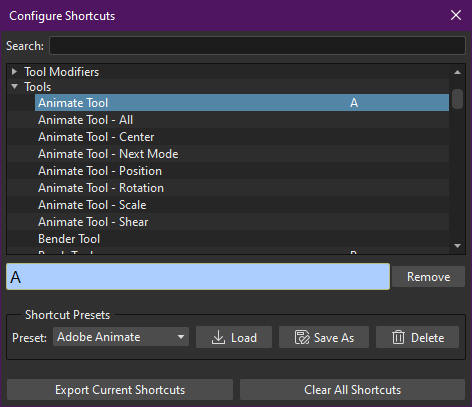 Configure Shortcuts
Search:
Tool Modifiers
Tools
Animate Tool A
Animate Tool - All
Animate Tool - Center
Animate Tool - Next Mode
Animate Tool - Position
Animate Tool - Rotation
Animate Tool - Scale
Animate Tool - Shear
Bender Tool
A
Remove
Shortcut Presets
Preset: Adobe Animate Load Save As Delete
Export Current Shortcuts Clear All Shortcuts